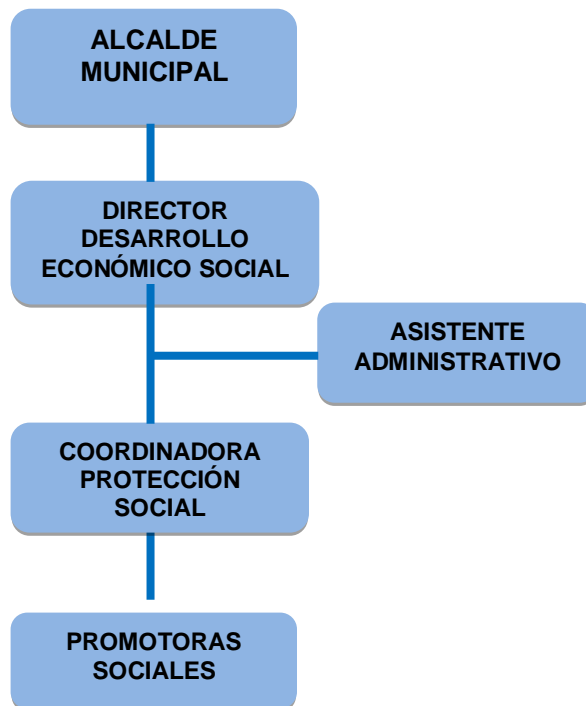 ALCALDE
MUNICIPAL
DIRECTOR
DESARROLLO
ECONÓMICO SOCIAL
ASISTENTE
ADMINISTRATIVO
COORDINADORA
PROTECCIÓN
SOCIAL
PROMOTORAS
SOCIALES